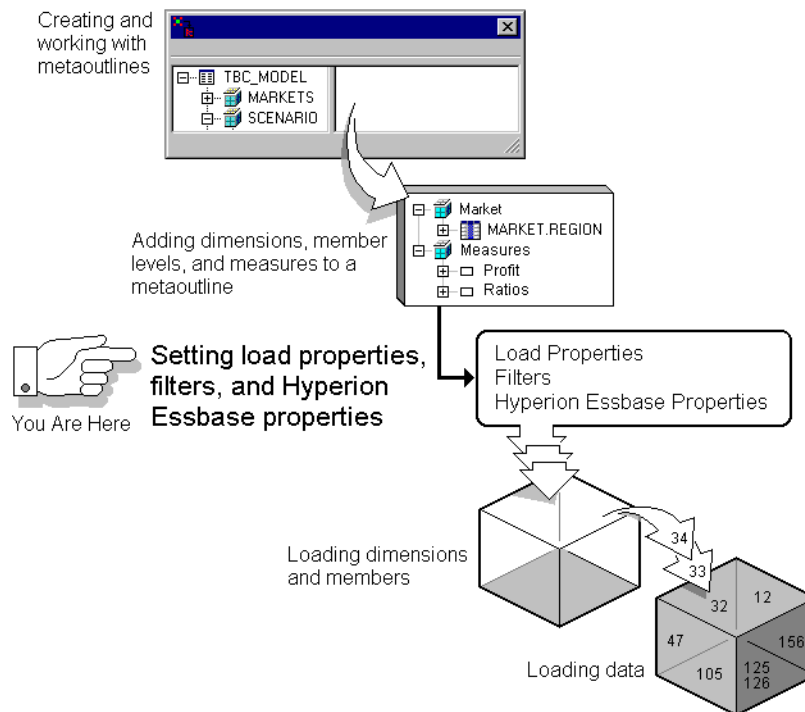 Creating and
working with
metaoutlines
TBC_MODEL
MARKETS
SCENARIO
Market
MARKET.REGION
Measures
Profit
Ratios
Adding dimensions, member
levels, and measures to a
metaoutline
You Are Here
Setting load properties,
filters, and Hyperion
Essbase properties
Load Properties
Filters
Hyperion Essbase Properties
Loading dimensions
and members
34
33
32
12
47
156
105
125
126
Loading data